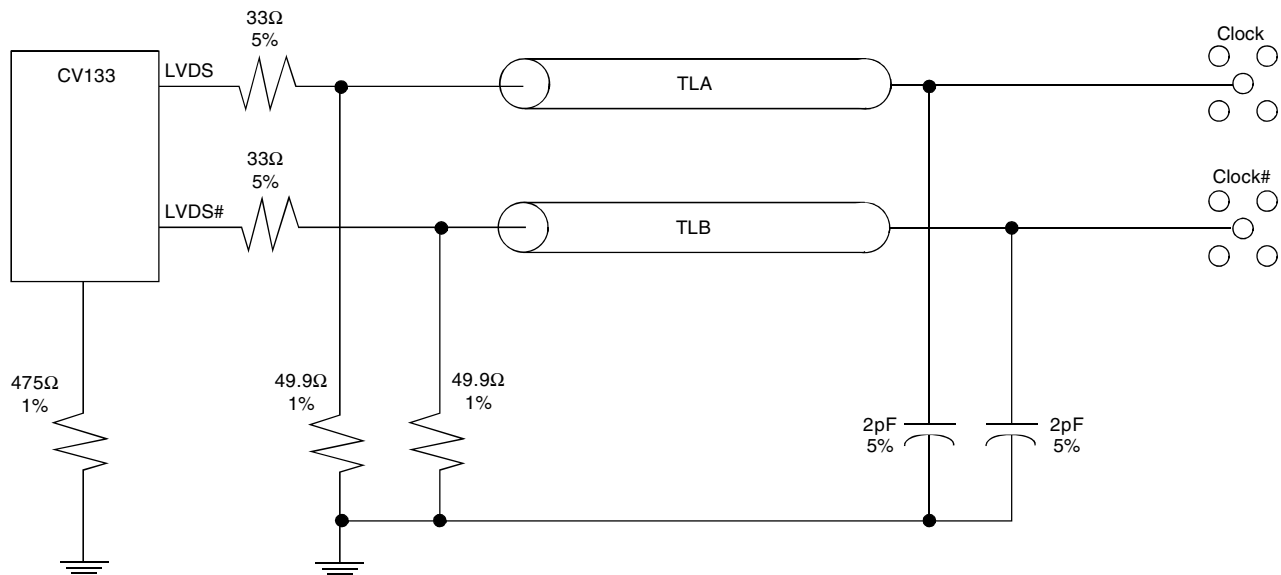 33Ω
5%
Clock
CV133
LVDS
TLA
33Ω
5%
Clock#
LVDS#
TLB
475Ω
1%
49.9Ω
1%
49.9Ω
1%
2pF
5%
2pF
5%